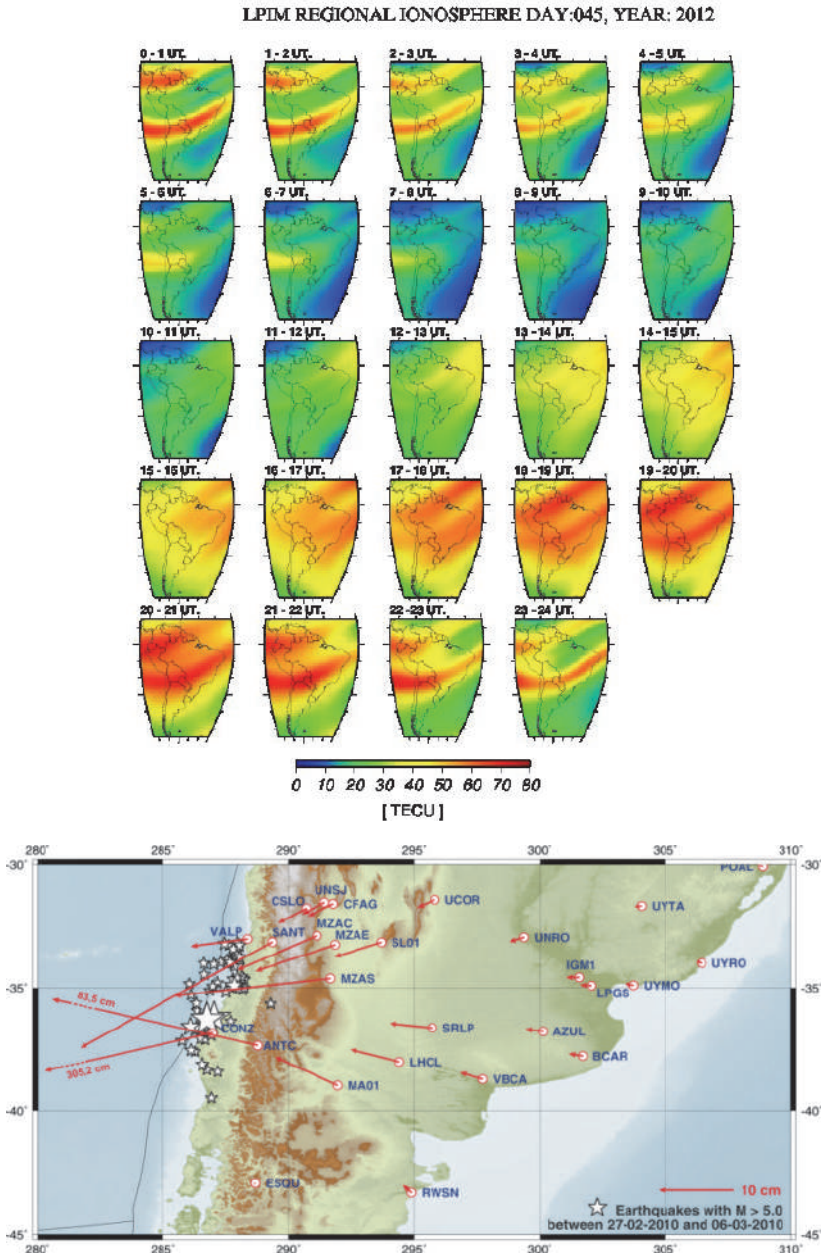 LPIM REGIONAL IONOSPHERE DAY:045, YEAR: 2012
0 - 1 UT. 1 - 2 UT. 2 - 3 UT. 3 - 4 UT. 4 - 5 UT.
5 - 6 UT. 6 - 7 UT. 7 - 8 UT. 8 - 9 UT. 9 - 10 UT.
10 - 11 UT. 11 - 12 UT. 12 - 13 UT. 13 - 14 UT. 14 - 15 UT.
15 - 16 UT. 16 - 17 UT. 17 - 18 UT. 18 - 19 UT. 19 - 20 UT.
20 - 21 UT. 21 - 22 UT. 22 - 23 UT. 23 - 24 UT.
0 10 20 30 40 50 60 70 80
[ TECU ]
280° 285° 290° 295° 300° 305° 310°
-30° -30°
POAL
UNSJ
CSLO CFAG UCOR UYTA
VALP SANT MZAC
MZAE SL01 UNRO
UYRO
IGM1
MZAS LPGS UYMO
-35° -35°
83,5 cm
CONZ SRLP AZUL
ANTC
305,2 cm LHCL BCAR
MA01 VBCA
-40° -40°
ESQU RWSN
10 cm
Earthquakes with M > 5.0
between 27-02-2010 and 06-03-2010
-45° -45°
280° 285° 290° 295° 300° 305° 310°